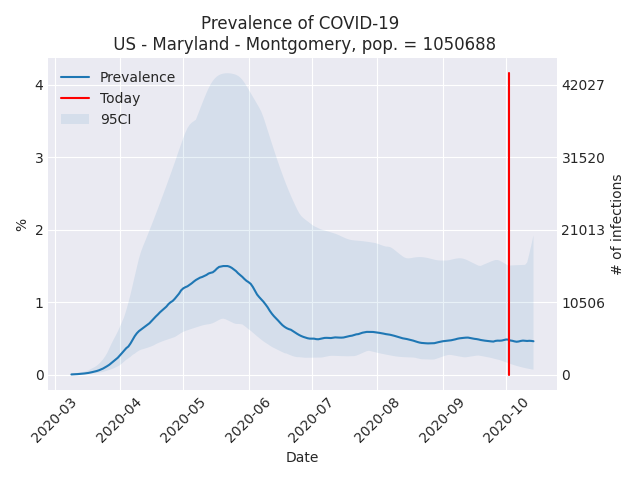 Prevalence of COVID-19
US - Maryland - Montgomery, pop. = 1050688
Prevalence
Today
95CI
%
4
3
2
1
0
42027
31520
21013
10506
0
# of infections
2020-03
2020-04
2020-05
2020-06
2020-07
2020-08
2020-09
2020-10
Date